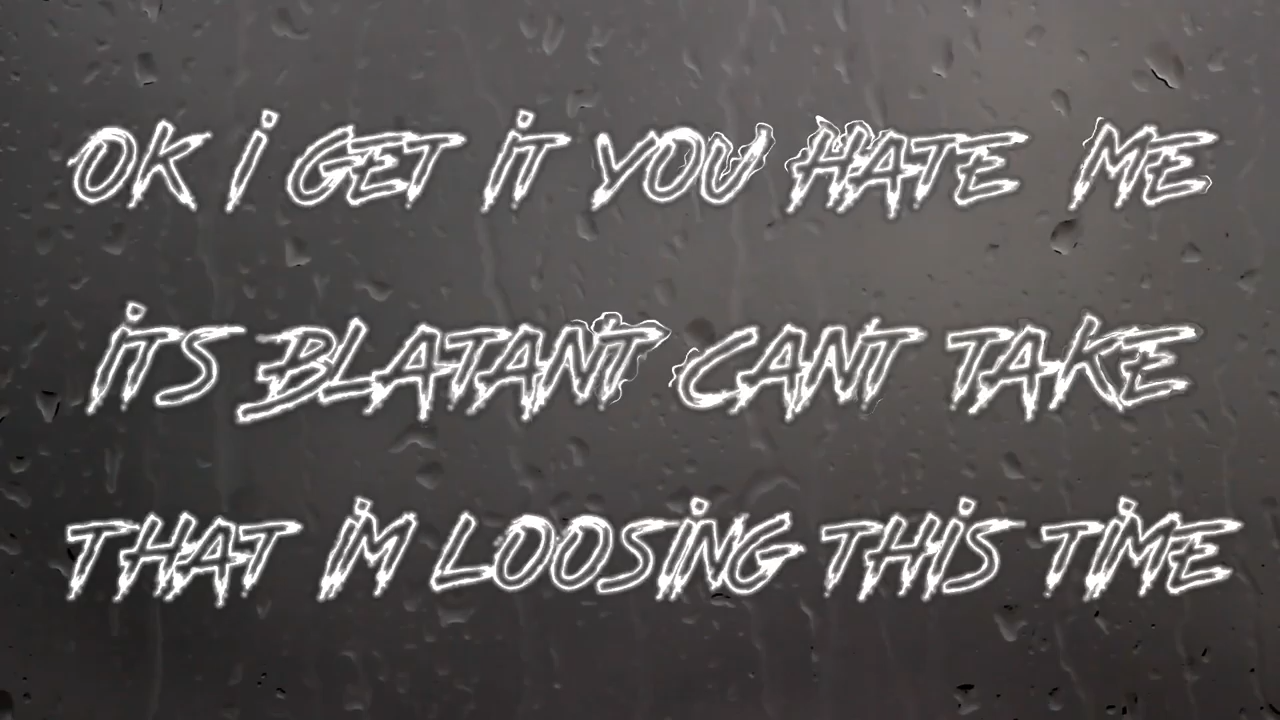 OK I GET IT YOU HATE ME
ITS BLATANT CANT TAKE
THAT IM LOOSING THIS TIME